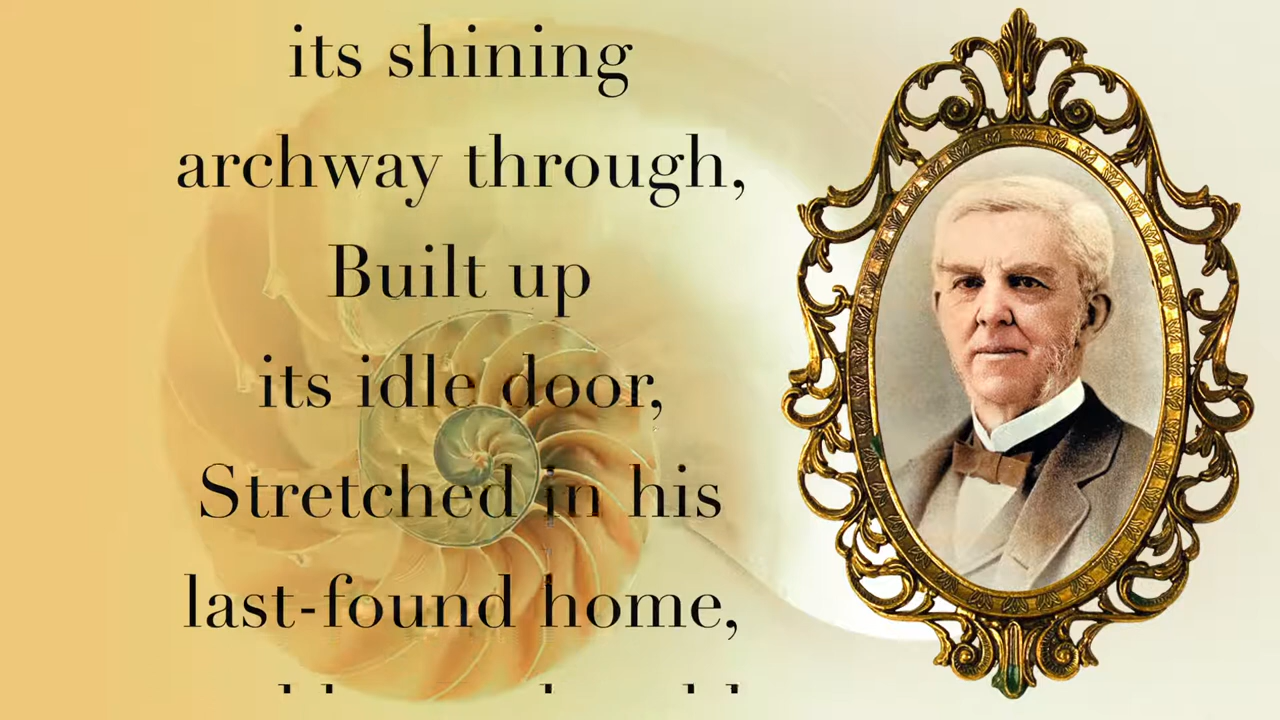 its shining
archway through,
Built up
its idle door,
Stretched in his
last-found home,